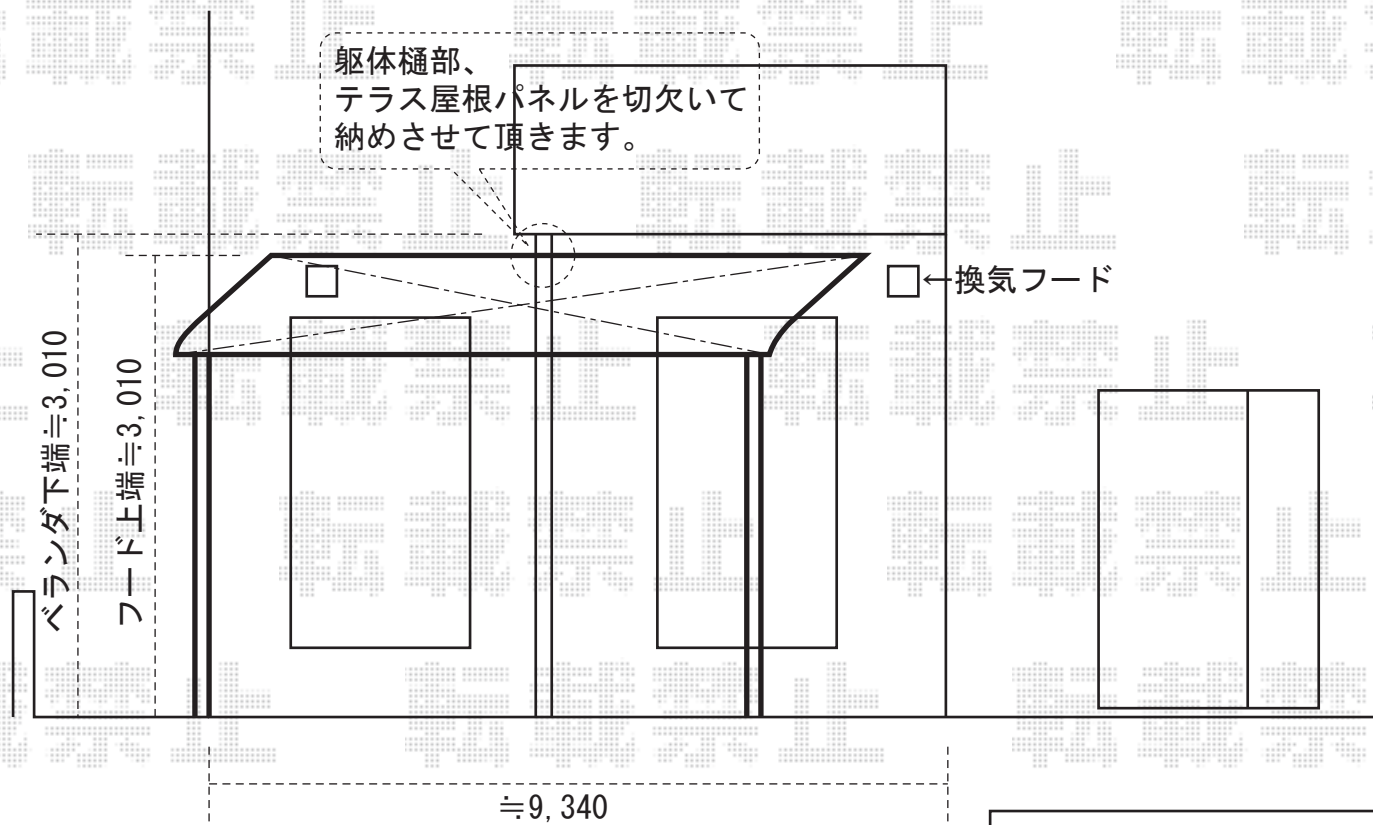 躯体樋部、
テラス屋根パネルを切欠いて
納めさせて頂きます。
←換気フード
ベランダ下端≒3,010
フード上端≒3,010
≒9,340
転載禁止